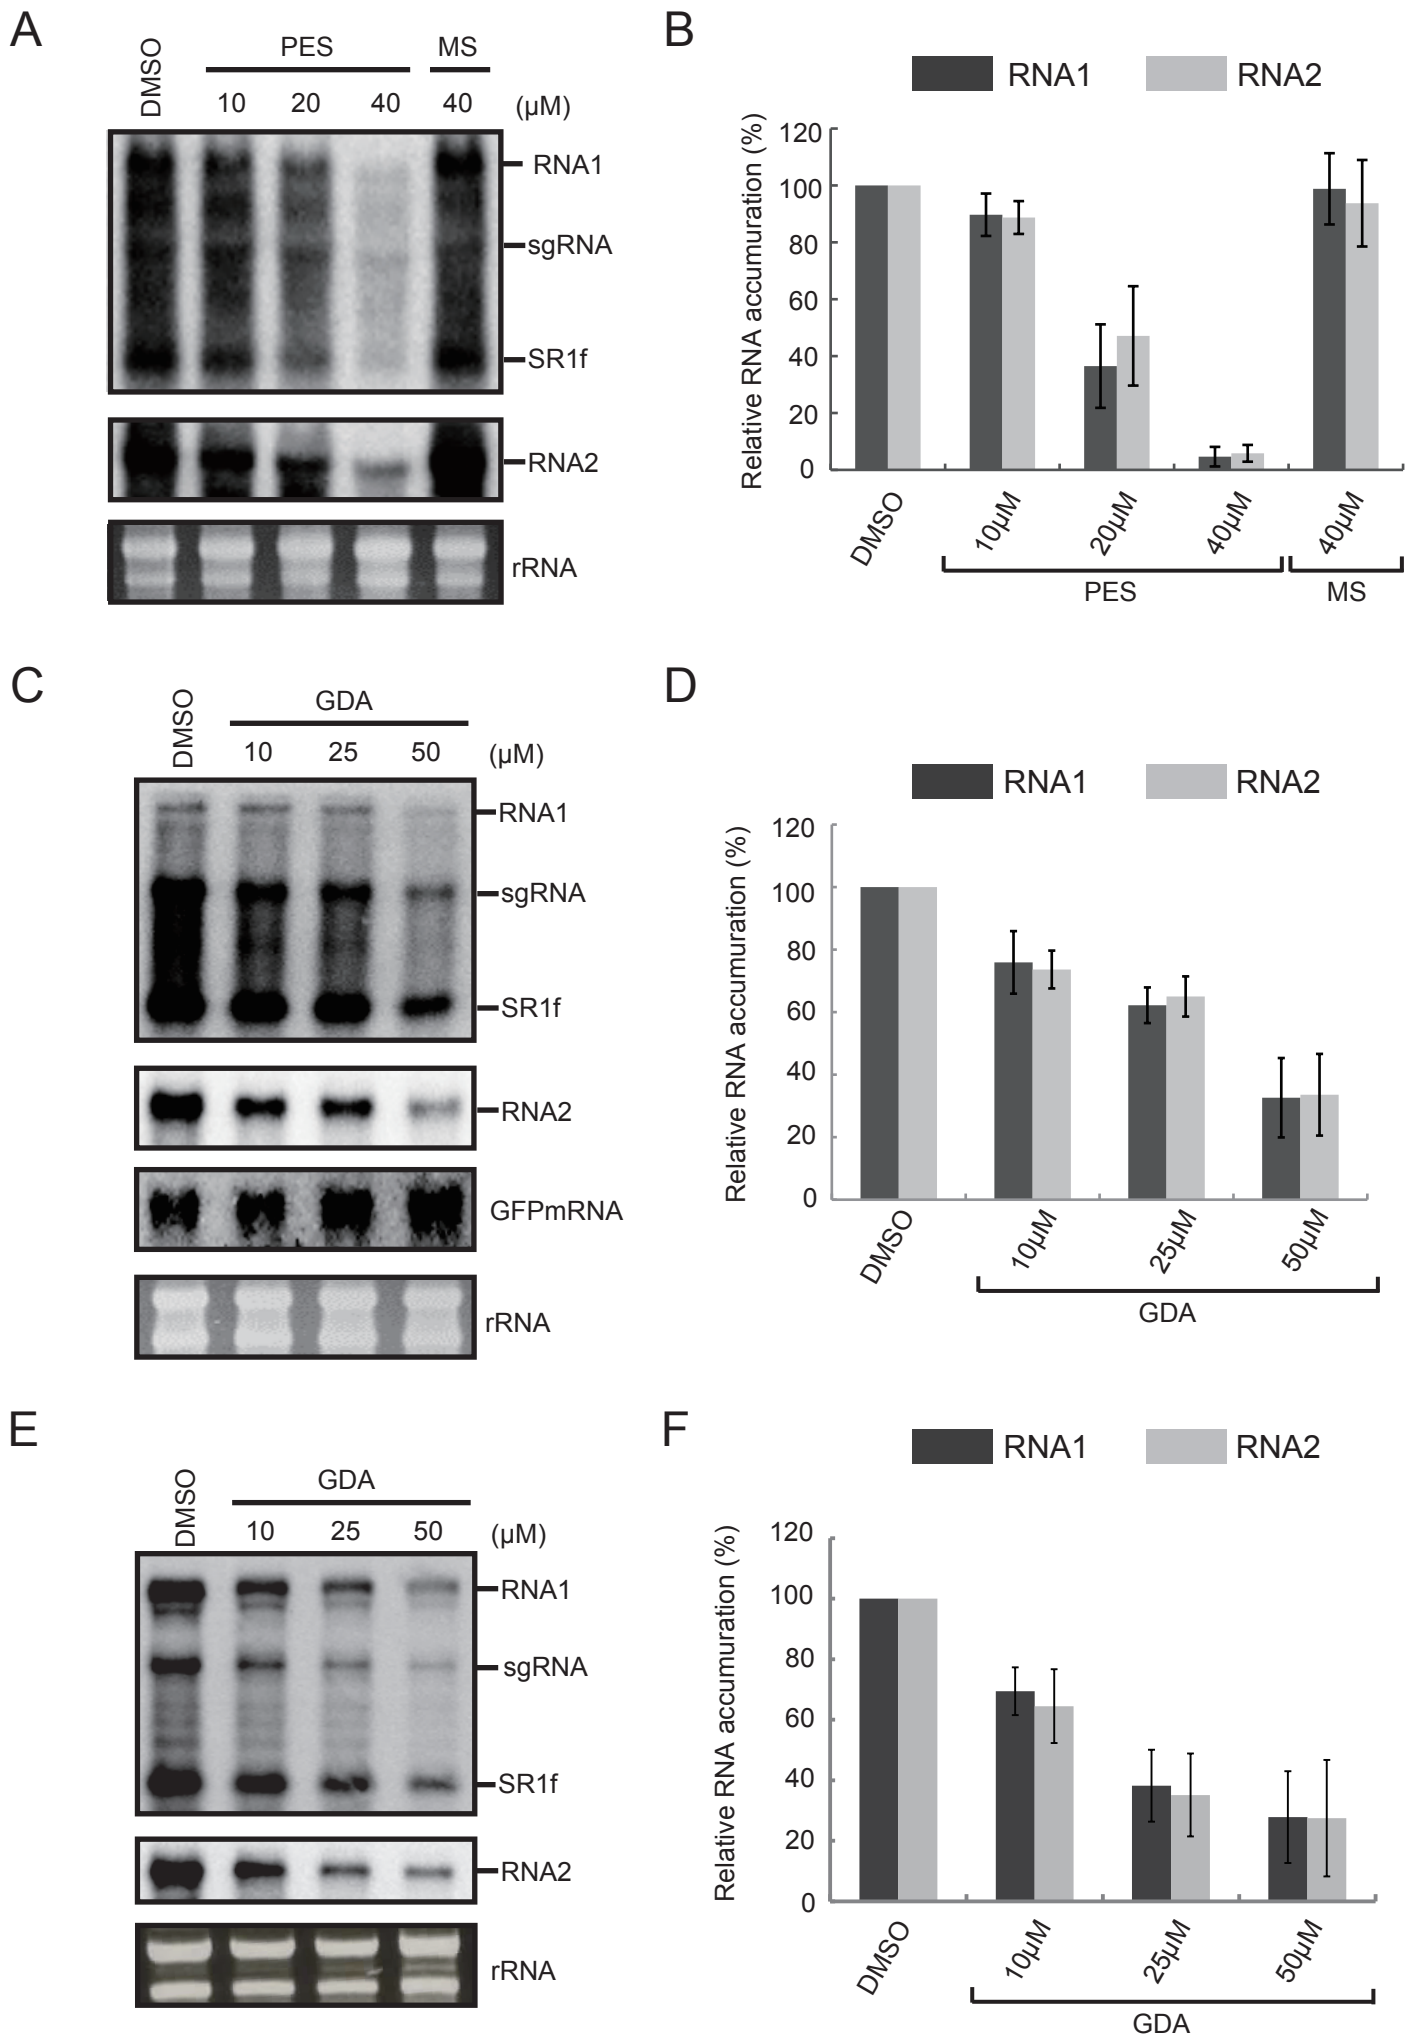 A
DMSO
PES
MS
10 20 40 40 (µM)
RNA1
sgRNA
SR1f
RNA2
rRNA
B
RNA1 RNA2
Relative RNA accumuration (%)
120
100
80
60
40
20
0
DMSO 10µM 20µM 40µM 40µM
PES MS
C
DMSO
GDA
10 25 50 (µM)
RNA1
sgRNA
SR1f
RNA2
GFPmRNA
rRNA
D
RNA1 RNA2
Relative RNA accumuration (%)
120
100
80
60
40
20
0
DMSO 10µM 25µM 50µM
GDA
E
DMSO
GDA
10 25 50 (µM)
RNA1
sgRNA
SR1f
RNA2
rRNA
F
RNA1 RNA2
Relative RNA accumuration (%)
120
100
80
60
40
20
0
DMSO 10µM 25µM 50µM
GDA